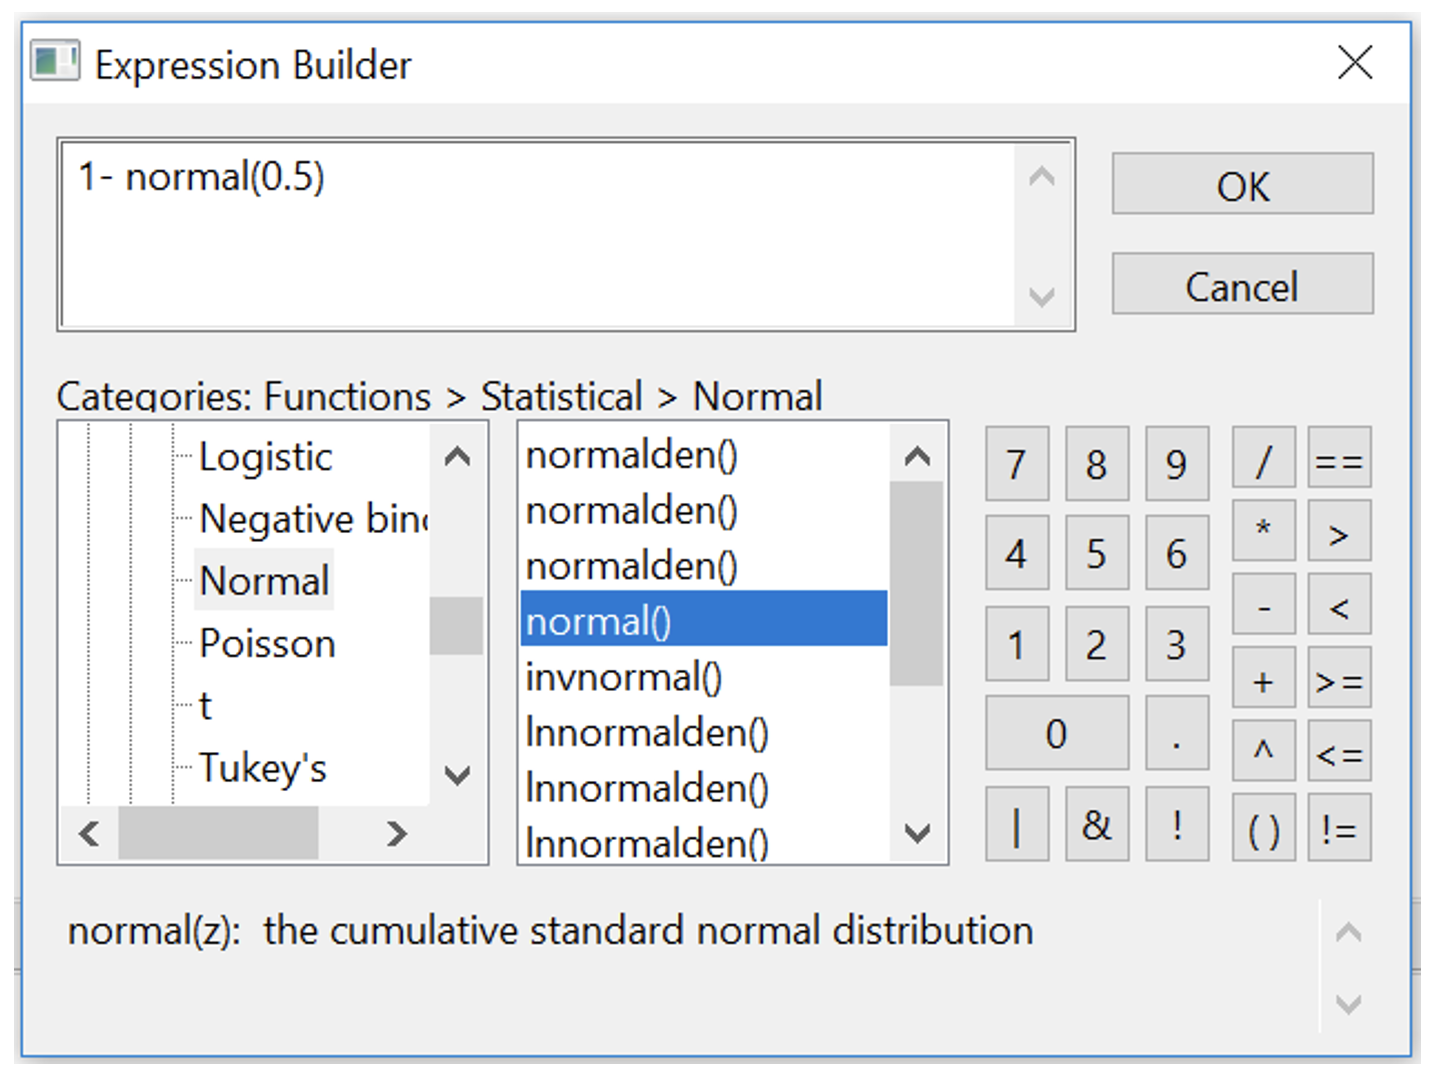 Expression Builder
1- normal(0.5)
OK
Cancel
Categories: Functions > Statistical > Normal
Logistic
Negative bino
Normal
Poisson
t
Tukey's
normalden()
normalden()
normalden()
normal()
invnormal()
lnnormalden()
lnnormalden()
lnnormalden()
7 8 9 / ==
4 5 6 * >
- <
1 2 3 + >=
0 . ^ <=
| & ! () !=
normal(z): the cumulative standard normal distribution